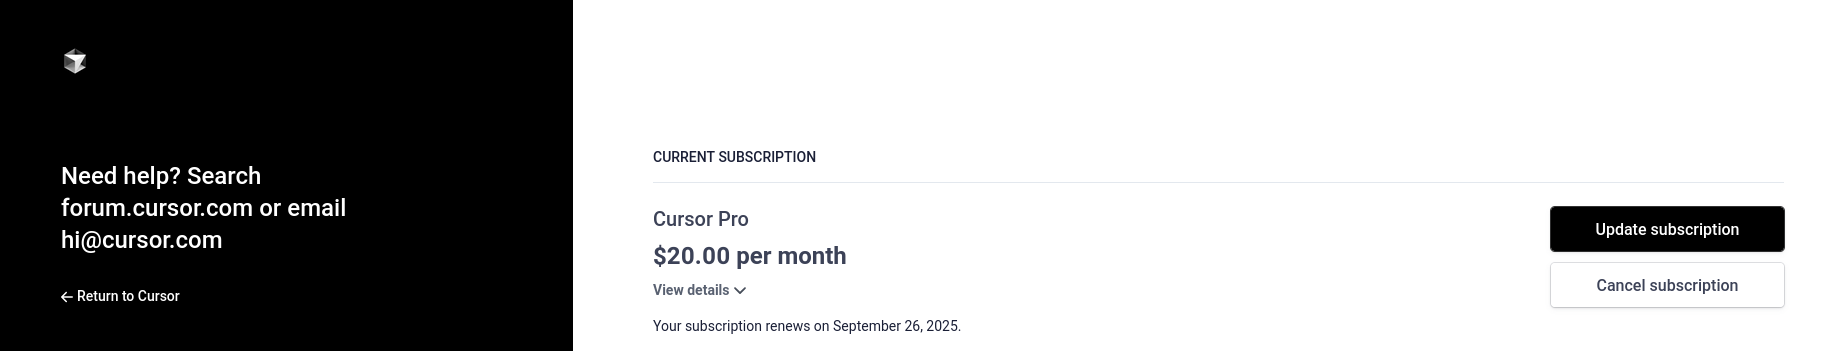 Need help? Search
forum.cursor.com or email
hi@cursor.com
Return to Cursor
CURRENT SUBSCRIPTION
Cursor Pro
$20.00 per month
View details
Your subscription renews on September 26, 2025.
Update subscription
Cancel subscription